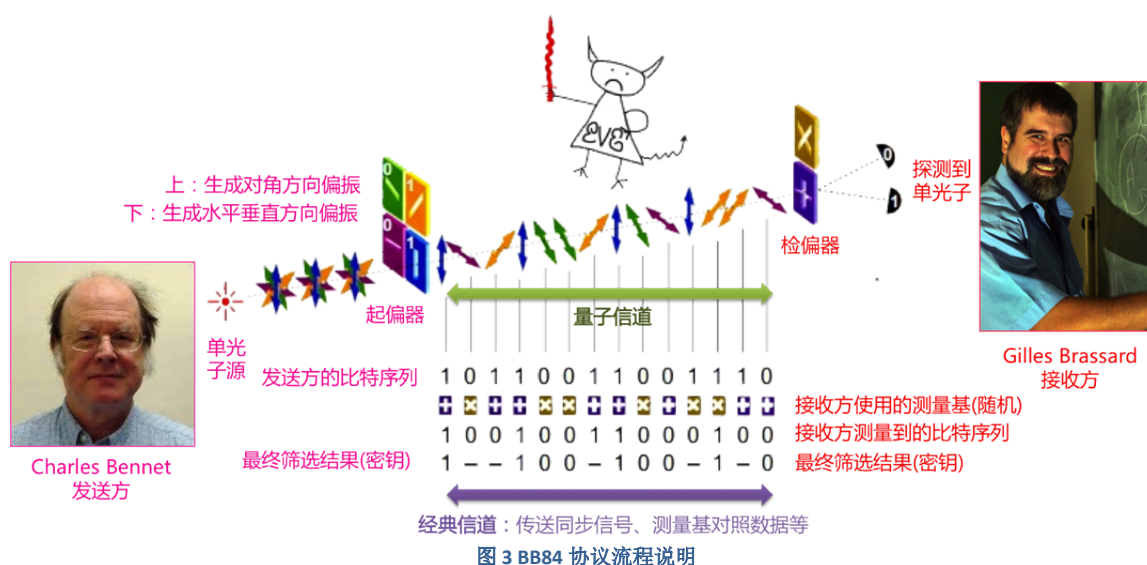 EVE
0
1
0
1
上：生成对角方向偏振
下：生成水平垂直方向偏振
0
1
探测到
单光子
检偏器
起偏器
量子信道
单光
子源
Gilles Brassard
接收方
发送方的比特序列 1 0 1 1 0 0 1 1 0 0 1 1 1 0
接收方使用的测量基(随机)
1 0 0 1 0 0 1 1 0 0 0 1 0 0 接收方测量到的比特序列
最终筛选结果(密钥) 1 – – 1 0 0 – 1 0 0 – 1 – 0 最终筛选结果(密钥)
Charles Bennet
发送方
经典信道：传送同步信号、测量基对照数据等
图 3 BB84 协议流程说明